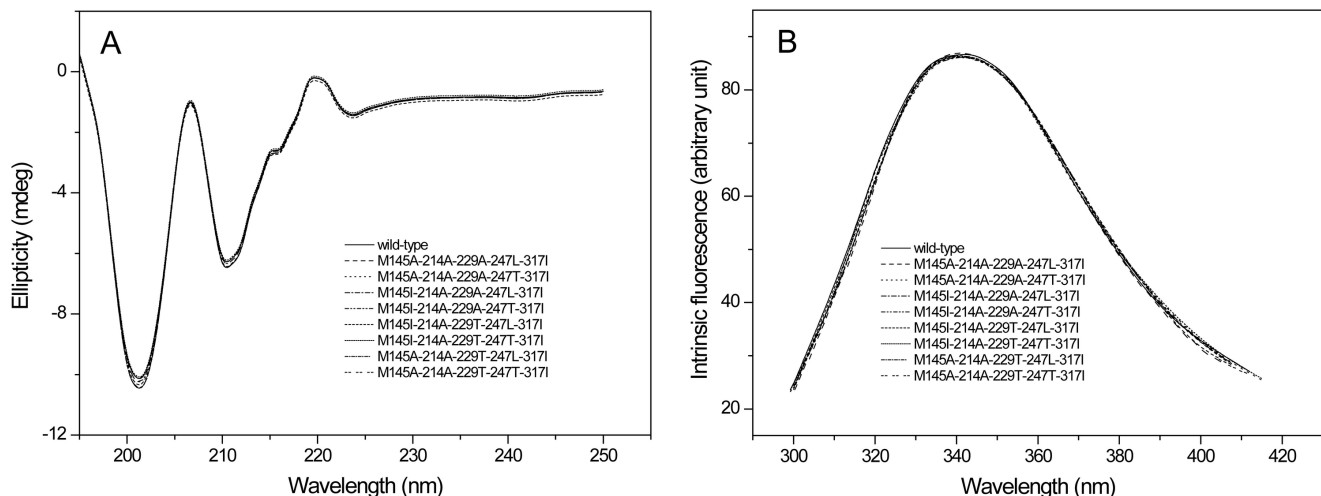 A
Ellipticity (mdeg)
0
-4
-8
-12
wild-type
M145A-214A-229A-247L-317I
M145A-214A-229A-247T-317I
M145I-214A-229A-247L-317I
M145I-214A-229A-247T-317I
M145I-214A-229T-247L-317I
M145I-214A-229T-247T-317I
M145A-214A-229T-247L-317I
M145A-214A-229T-247T-317I
200 210 220 230 240 250
Wavelength (nm)
B
Intrinsic fluorescence (arbitrary unit)
80
60
40
20
wild-type
M145A-214A-229A-247L-317I
M145A-214A-229A-247T-317I
M145I-214A-229A-247L-317I
M145I-214A-229A-247T-317I
M145I-214A-229T-247L-317I
M145I-214A-229T-247T-317I
M145A-214A-229T-247L-317I
M145A-214A-229T-247T-317I
300 320 340 360 380 400 420
Wavelength (nm)